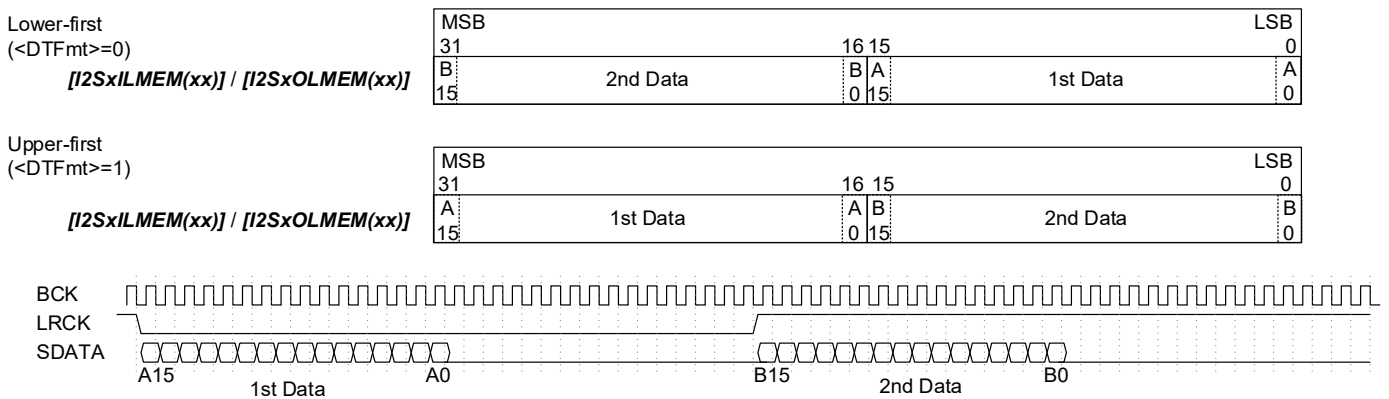 Lower-first
(<DTFmt>=0)
MSB LSB
31 16 15 0
[I2SxILMEM(xx)] / [I2SxOLMEM(xx)]
B 2nd Data B A 1st Data A
15 0 15 0
Upper-first
(<DTFmt>=1)
MSB LSB
31 16 15 0
[I2SxILMEM(xx)] / [I2SxOLMEM(xx)]
A 1st Data A B 2nd Data B
15 0 15 0
BCK
LRCK
SDATA
A15 1st Data A0 B15 2nd Data B0